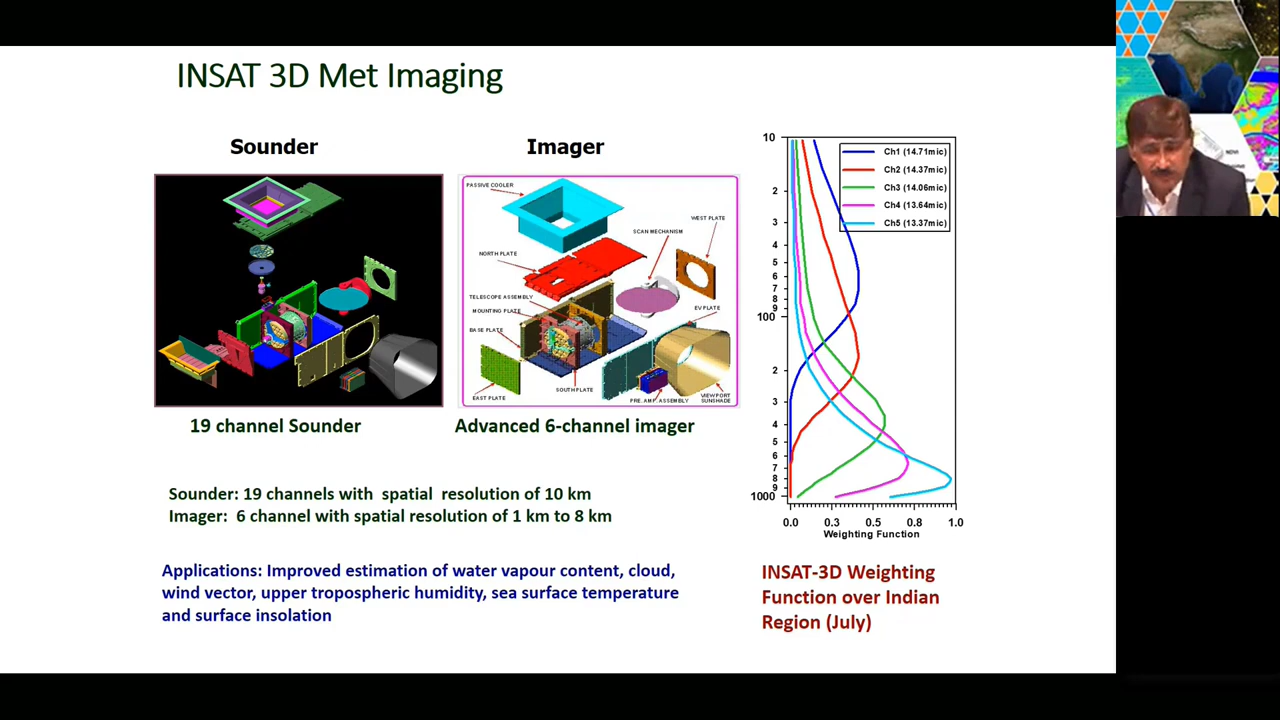 INSAT 3D Met Imaging
Sounder
Imager
PASSIVE COOLER
WEST PLATE
SCAN MECHANISM
NORTH PLATE
TELESCOPE ASSEMBLY
MOUNTING PLATE
EV PLATE
BASE PLATE
SOUTH PLATE
EAST PLATE
PRE. AMP. ASSEMBLY
VIEW PORT
SUNSHADE
19 channel Sounder
Advanced 6-channel imager
Sounder: 19 channels with spatial resolution of 10 km
Imager: 6 channel with spatial resolution of 1 km to 8 km
Applications: Improved estimation of water vapour content, cloud,
wind vector, upper tropospheric humidity, sea surface temperature
and surface insolation
10
2
3
4
5
6
7
8
9
100
2
3
4
5
6
7
8
9
1000
Ch1 (14.71mic)
Ch2 (14.37mic)
Ch3 (14.06mic)
Ch4 (13.64mic)
Ch5 (13.37mic)
0.0 0.3 0.5 0.8 1.0
Weighting Function
INSAT-3D Weighting
Function over Indian
Region (July)
NDVI